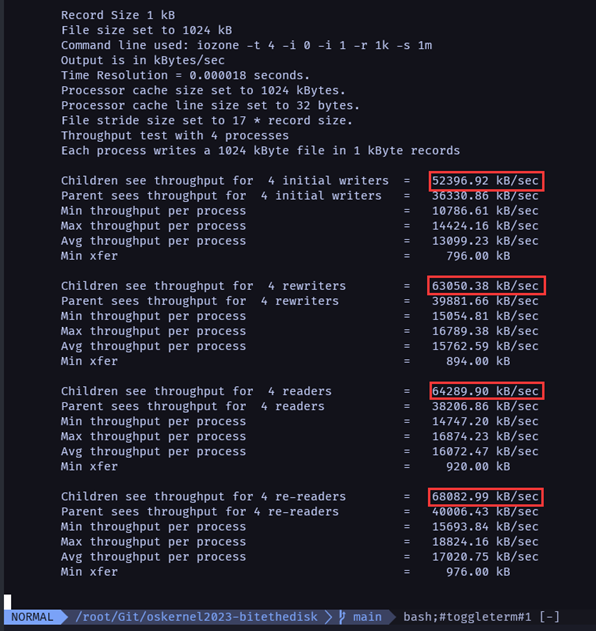 Record Size 1 kB
File size set to 1024 kB
Command line used: iozone -t 4 -i 0 -i 1 -r 1k -s 1m
Output is in kBytes/sec
Time Resolution = 0.000018 seconds.
Processor cache size set to 1024 kBytes.
Processor cache line size set to 32 bytes.
File stride size set to 17 * record size.
Throughput test with 4 processes
Each process writes a 1024 kByte file in 1 kByte records
Children see throughput for  4 initial writers  =   52396.92 kB/sec
Parent sees throughput for  4 initial writers   =   36330.86 kB/sec
Min throughput per process                      =   10786.61 kB/sec
Max throughput per process                      =   14424.16 kB/sec
Avg throughput per process                      =   13099.23 kB/sec
Min xfer                                        =     796.00 kB
Children see throughput for  4 rewriters        =   63050.38 kB/sec
Parent sees throughput for  4 rewriters         =   39881.66 kB/sec
Min throughput per process                      =   15054.81 kB/sec
Max throughput per process                      =   16789.38 kB/sec
Avg throughput per process                      =   15762.59 kB/sec
Min xfer                                        =     894.00 kB
Children see throughput for  4 readers          =   64289.90 kB/sec
Parent sees throughput for  4 readers           =   38206.86 kB/sec
Min throughput per process                      =   14747.20 kB/sec
Max throughput per process                      =   16874.23 kB/sec
Avg throughput per process                      =   16072.47 kB/sec
Min xfer                                        =     920.00 kB
Children see throughput for 4 re-readers        =   68082.99 kB/sec
Parent sees throughput for 4 re-readers         =   40006.43 kB/sec
Min throughput per process                      =   15693.84 kB/sec
Max throughput per process                      =   18824.16 kB/sec
Avg throughput per process                      =   17020.75 kB/sec
Min xfer                                        =     976.00 kB
NORMAL /root/Git/oskernel2023-bitethedisk main bash;#toggleterm#1 [-]